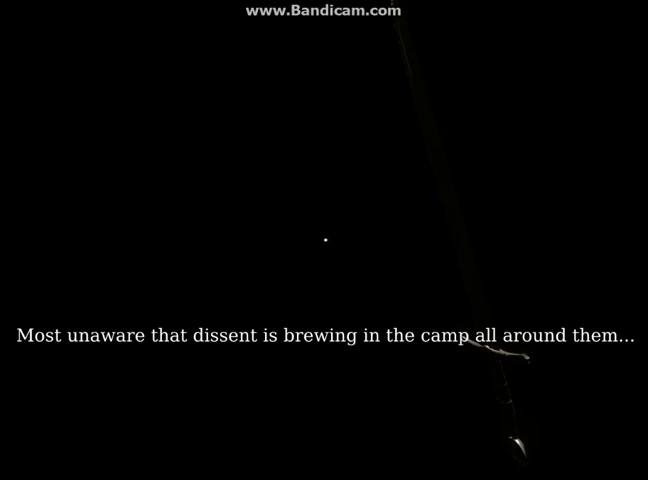 www.Bandicam.com
Most unaware that dissent is brewing in the camp all around them...